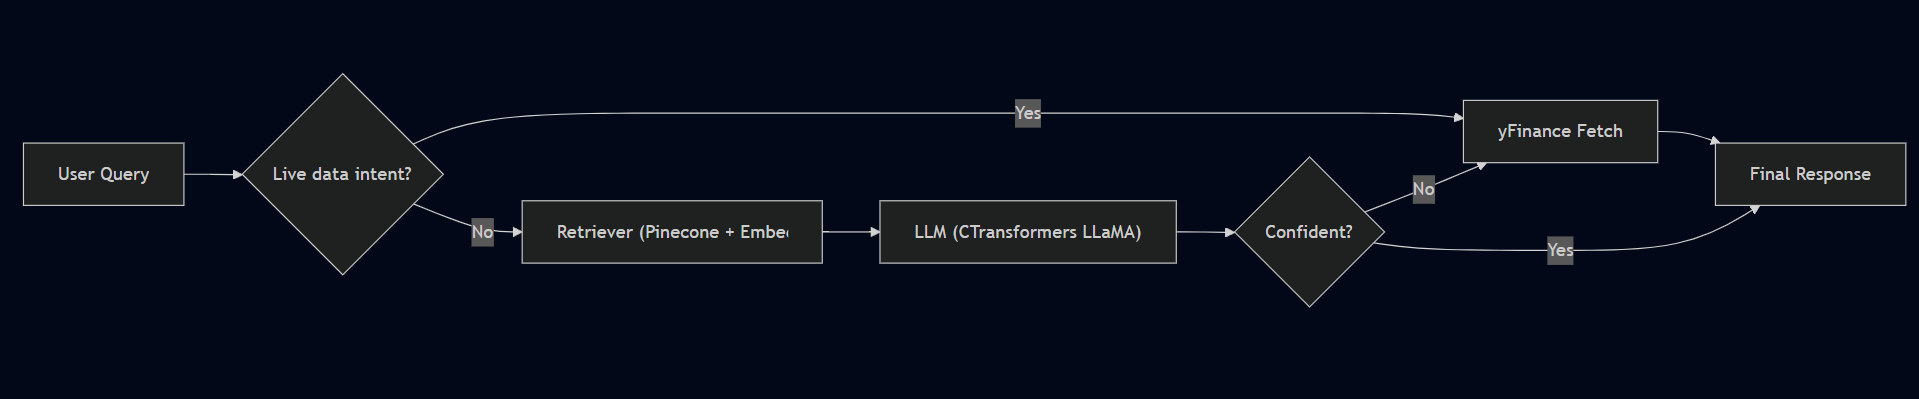 User Query
Live data intent?
Yes
No
Retriever (Pinecone + Embe
LLM (CTransformers LLaMA)
Confident?
No
Yes
yFinance Fetch
Final Response